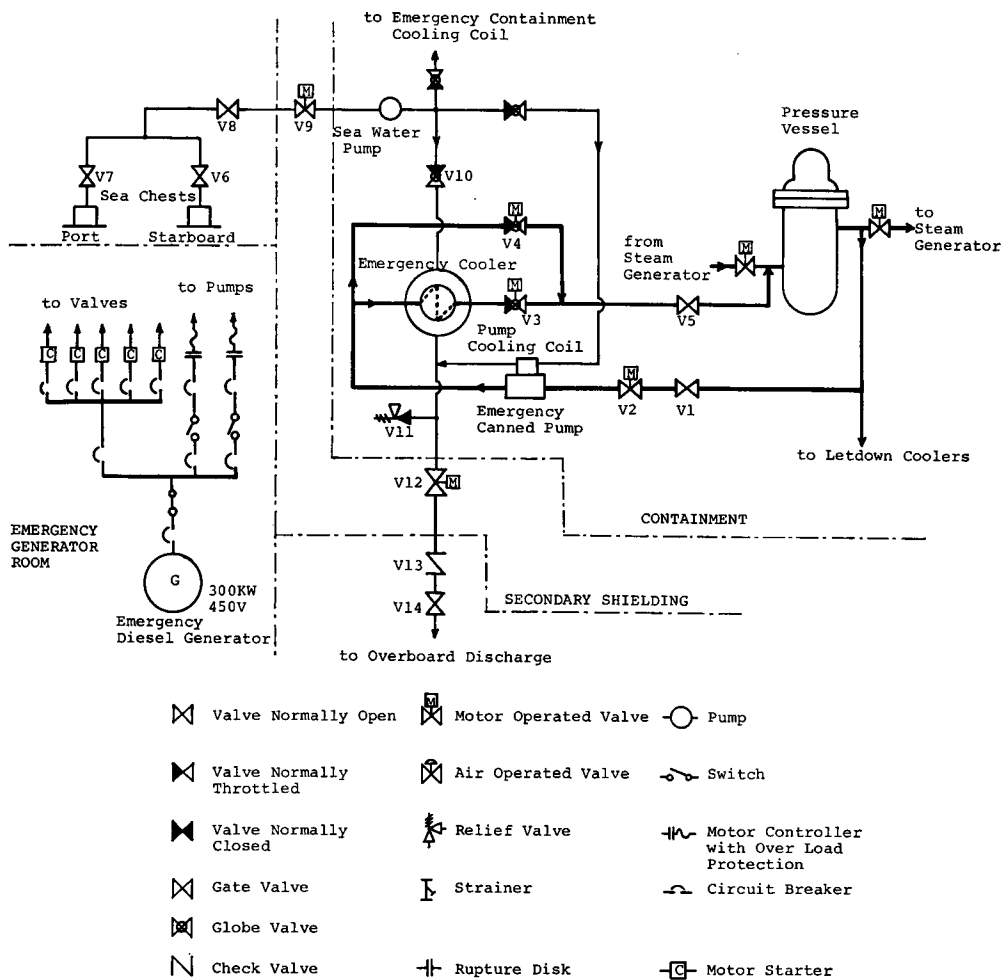 to Emergency Containment
Cooling Coil
M
V8
V9
Sea Water
Pump
Pressure
Vessel
V7
V6
Sea Chests
V10
Port
Starboard
M
V4
M
to
Steam
Generator
from
Steam
Generator
M
Emergency Cooler
M
V3
V5
Pump
Cooling Coil
to Valves
to Pumps
C
C
C
C
C
M
V2
V1
Emergency
Canned Pump
V11
to Letdown Coolers
V12
M
CONTAINMENT
EMERGENCY
GENERATOR
ROOM
V13
G
300KW
450V
V14
SECONDARY SHIELDING
Emergency
Diesel Generator
to Overboard Discharge
Valve Normally Open
M
Motor Operated Valve
Pump
Valve Normally
Throttled
Air Operated Valve
Switch
Valve Normally
Closed
Relief Valve
Motor Controller
with Over Load
Protection
Gate Valve
Strainer
Circuit Breaker
Globe Valve
Check Valve
Rupture Disk
C
Motor Starter